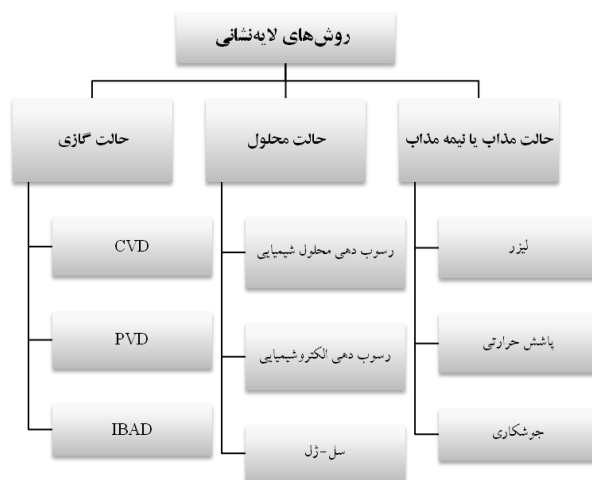 روش‌های لایه‌نشانی
حالت مذاب یا نیمه مذاب
حالت محلول
حالت گازی
لیزر
پاشش حرارتی
جوشکاری
رسوب دهی محلول شیمیایی
رسوب دهی الکتروشیمیایی
سل-ژل
CVD
PVD
IBAD